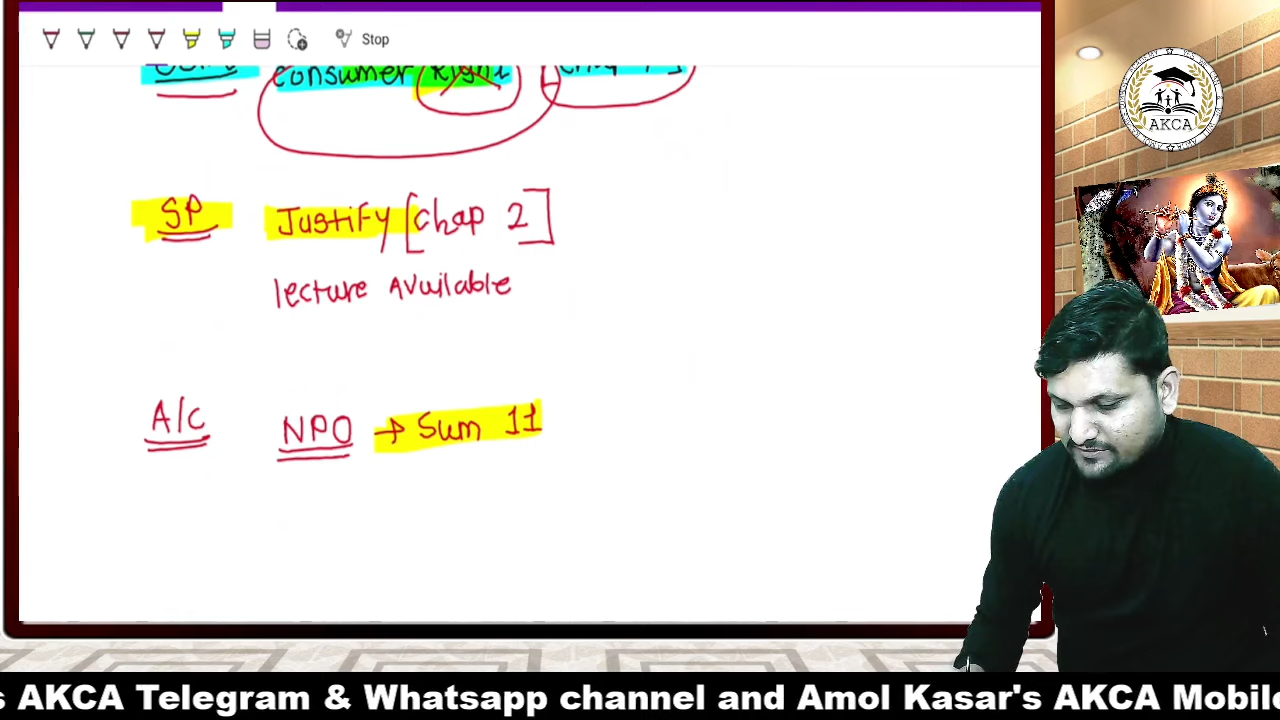 Stop
consumer Right
SP Justify [Chap 2]
lecture Available
A/c NPO → Sum 11
AKCA
s AKCA Telegram & Whatsapp channel and Amol Kasar's AKCA Mobile